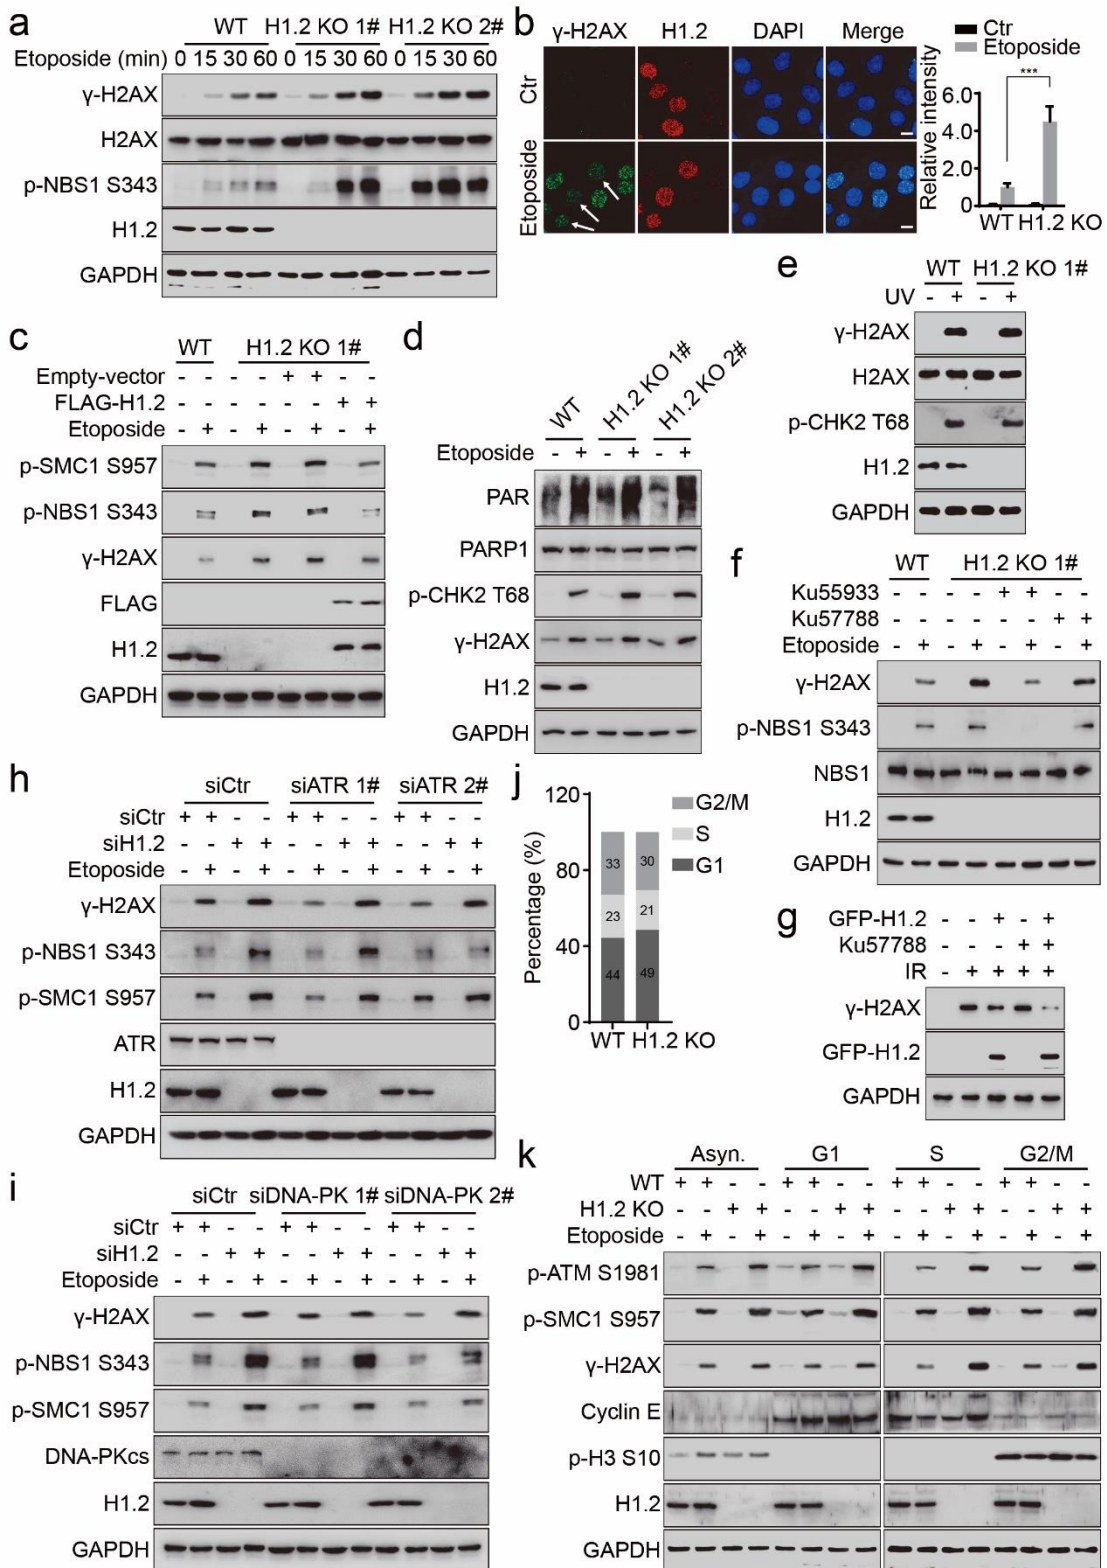 a
WT H1.2 KO 1# H1.2 KO 2#
Etoposide (min) 0 15 30 60 0 15 30 60 0 15 30 60
γ-H2AX
H2AX
p-NBS1 S343
H1.2
GAPDH
b
γ-H2AX H1.2 DAPI Merge
Ctr
Etoposide
Ctr
Etoposide
***
Relative intensity
6.0
4.0
2.0
0
WT H1.2 KO
c
WT H1.2 KO 1#
Empty-vector - - - - + + - -
FLAG-H1.2 - - - - - - + +
Etoposide - + - + - + - +
p-SMC1 S957
p-NBS1 S343
γ-H2AX
FLAG
H1.2
GAPDH
d
WT H1.2 KO 1# H1.2 KO 2#
Etoposide - + - + - +
PAR
PARP1
p-CHK2 T68
γ-H2AX
H1.2
GAPDH
e
WT H1.2 KO 1#
UV - + - +
γ-H2AX
H2AX
p-CHK2 T68
H1.2
GAPDH
f
WT H1.2 KO 1#
Ku55933 - - - - + + - -
Ku57788 - - - - - - + +
Etoposide - + - + - + - +
γ-H2AX
p-NBS1 S343
NBS1
H1.2
GAPDH
h
siCtr siATR 1# siATR 2#
siCtr + + - - + + - - + + - -
siH1.2 - - + + - - + + - - + +
Etoposide - + - + - + - + - + - +
γ-H2AX
p-NBS1 S343
p-SMC1 S957
ATR
H1.2
GAPDH
j
Percentage (%)
120
80
40
0
33 30
23 21
44 49
WT H1.2 KO
G2/M
S
G1
g
GFP-H1.2 - - + - +
Ku57788 - - - + +
IR - + + + +
γ-H2AX
GFP-H1.2
GAPDH
i
siCtr siDNA-PK 1# siDNA-PK 2#
siCtr + + - - + + - - + + - -
siH1.2 - - + + - - + + - - + +
Etoposide - + - + - + - + - + - +
γ-H2AX
p-NBS1 S343
p-SMC1 S957
DNA-PKcs
H1.2
GAPDH
k
Asyn. G1 S G2/M
WT + + - - + + - - + + - - + + - -
H1.2 KO - - + + - - + + - - + + - - + +
Etoposide - + - + - + - + - + - + - + - +
p-ATM S1981
p-SMC1 S957
γ-H2AX
Cyclin E
p-H3 S10
H1.2
GAPDH